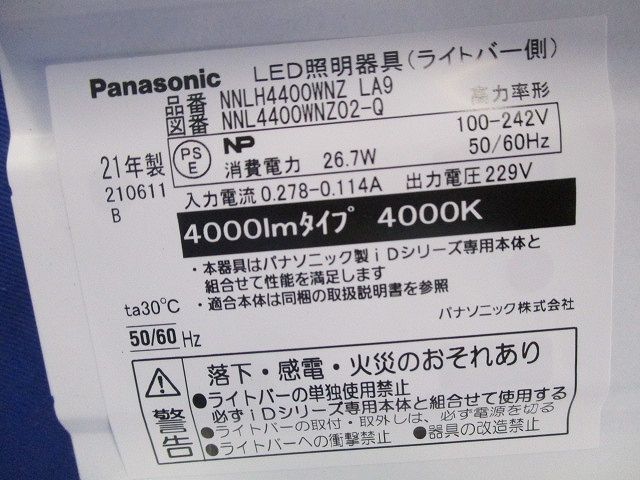 Panasonic LED照明器具(ライトバー側)
品番 NNLH4400WNZ LA9 高力率形
図番 NNL4400WNZ02-Q
21年製
210611
B
PS
E
NP 100-242V
消費電力 26.7W 50/60Hz
入力電流 0.278-0.114A 出力電圧 229V
4000lmタイプ 4000K
・本器具はパナソニック製iDシリーズ専用本体と
組合せて性能を満足します
・適合本体は同梱の取扱説明書を参照
ta30℃
パナソニック株式会社
50/60 Hz
警告
落下・感電・火災のおそれあり
●ライトバーの単独使用禁止
必ずiDシリーズ専用本体と組合せて使用する
●ライトバーの取付・取外しは、必ず電源を切る
●ライトバーへの衝撃禁止 ●器具の改造禁止